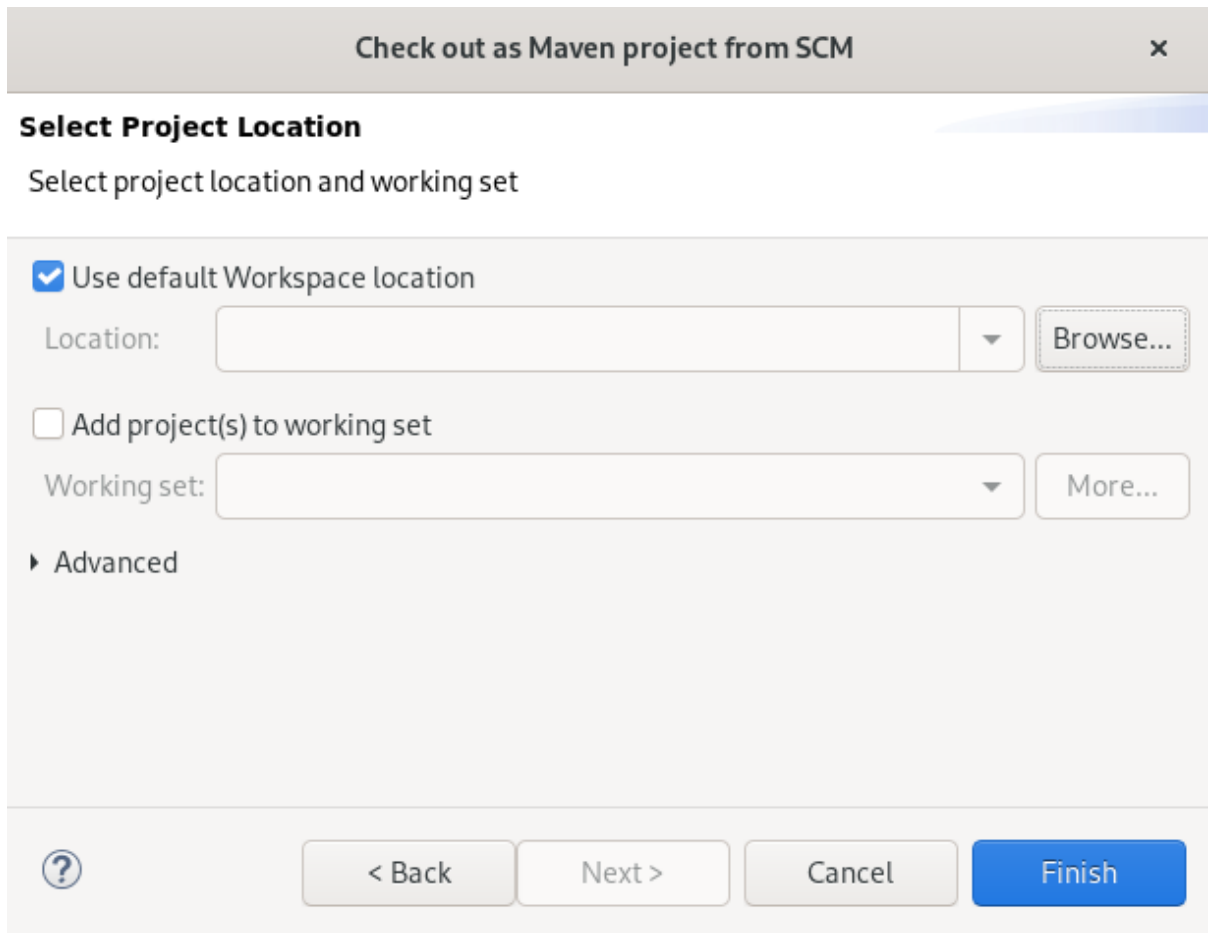 Check out as Maven project from SCM ×
Select Project Location
Select project location and working set
Use default Workspace location
Location: Browse...
Add project(s) to working set
Working set: More...
Advanced
? < Back Next > Cancel Finish